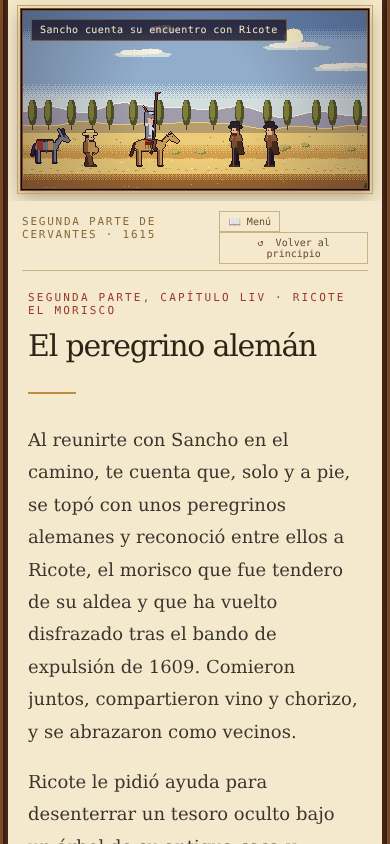 Sancho cuenta su encuentro con Ricote
SEGUNDA PARTE DE
CERVANTES · 1615
📖 Menú
↺ Volver al
principio
SEGUNDA PARTE, CAPÍTULO LIV · RICOTE
EL MORISCO
El peregrino alemán
Al reunirte con Sancho en el
camino, te cuenta que, solo y a pie,
se topó con unos peregrinos
alemanes y reconoció entre ellos a
Ricote, el morisco que fue tendero
de su aldea y que ha vuelto
disfrazado tras el bando de
expulsión de 1609. Comieron
juntos, compartieron vino y chorizo,
y se abrazaron como vecinos.
Ricote le pidió ayuda para
desenterrar un tesoro oculto bajo